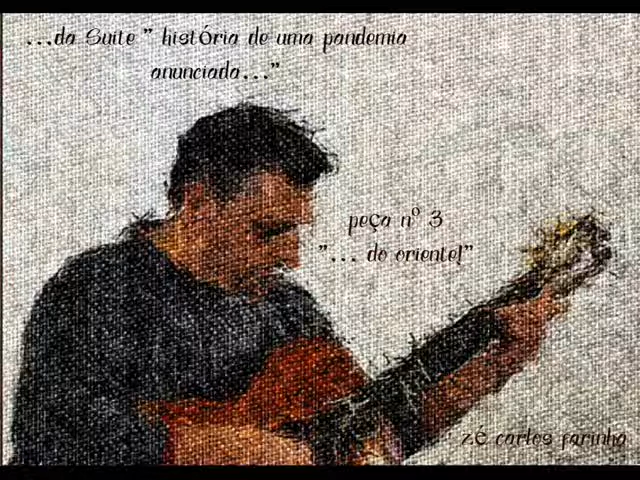 ...da Suite " história de uma pandemia
anunciada..."
peça nº 3
"... do oriente!"
zé carlos farinha